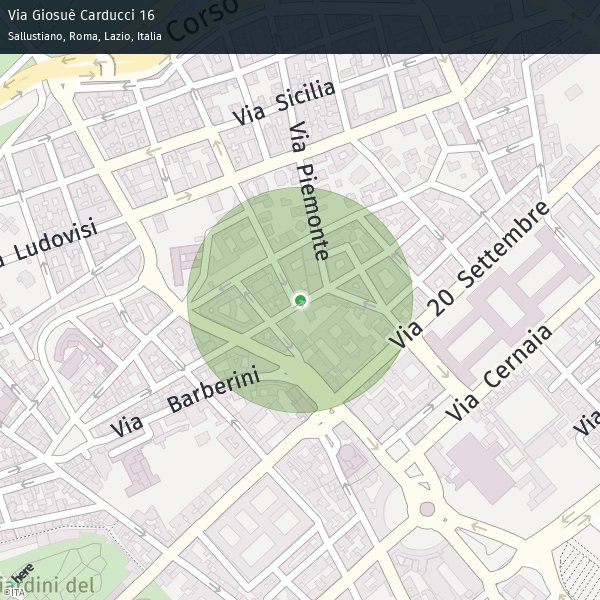 Via Giosuè Carducci 16
Sallustiano, Roma, Lazio, Italia
Corso
Via Sicilia
Via Piemonte
Ludovisi
Via 20 Settembre
Via Cernaia
Via Barberini
Via
here
iardini del
©ITA